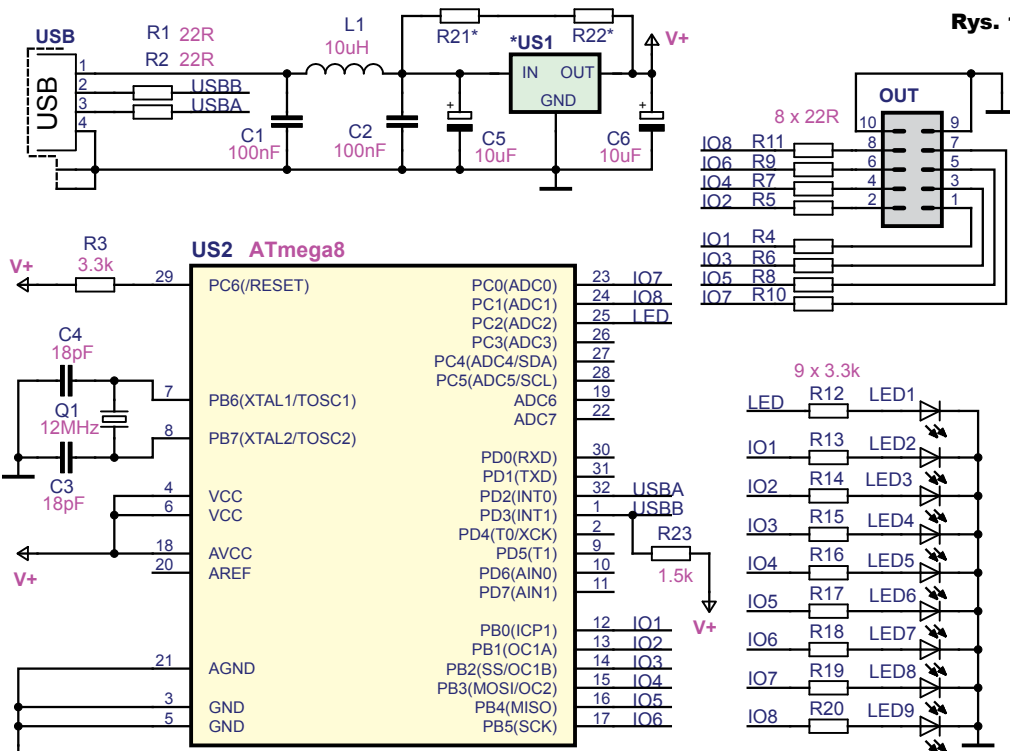 Rys. 1
USB
R1 22R
R2 22R
L1
10uH
R21*
R22*
*US1
V+
IN OUT
GND
USB
1
2
3
4
USBB
USBA
C1
100nF
C2
100nF
C5
10uF
C6
10uF
+
+
OUT
8 x 22R
10 9
8 7
6 5
4 3
2 1
IO8 R11
IO6 R9
IO4 R7
IO2 R5
IO1 R4
IO3 R6
IO5 R8
IO7 R10
US2 ATmega8
R3
3.3k
V+
29 PC6(/RESET)
C4
18pF
Q1
12MHz
C3
18pF
7 PB6(XTAL1/TOSC1)
8 PB7(XTAL2/TOSC2)
4 VCC
6 VCC
18 AVCC
20 AREF
V+
21 AGND
3 GND
5 GND
PC0(ADC0) 23 IO7
PC1(ADC1) 24 IO8
PC2(ADC2) 25 LED
PC3(ADC3) 26
PC4(ADC4/SDA) 27
PC5(ADC5/SCL) 28
ADC6 19
ADC7 22
PD0(RXD) 30
PD1(TXD) 31
PD2(INT0) 32 USBA
PD3(INT1) 1 USBB
PD4(T0/XCK) 2
PD5(T1) 9
PD6(AIN0) 10
PD7(AIN1) 11
R23
1.5k
V+
PB0(ICP1) 12 IO1
PB1(OC1A) 13 IO2
PB2(SS/OC1B) 14 IO3
PB3(MOSI/OC2) 15 IO4
PB4(MISO) 16 IO5
PB5(SCK) 17 IO6
9 x 3.3k
LED R12 LED1
IO1 R13 LED2
IO2 R14 LED3
IO3 R15 LED4
IO4 R16 LED5
IO5 R17 LED6
IO6 R18 LED7
IO7 R19 LED8
IO8 R20 LED9